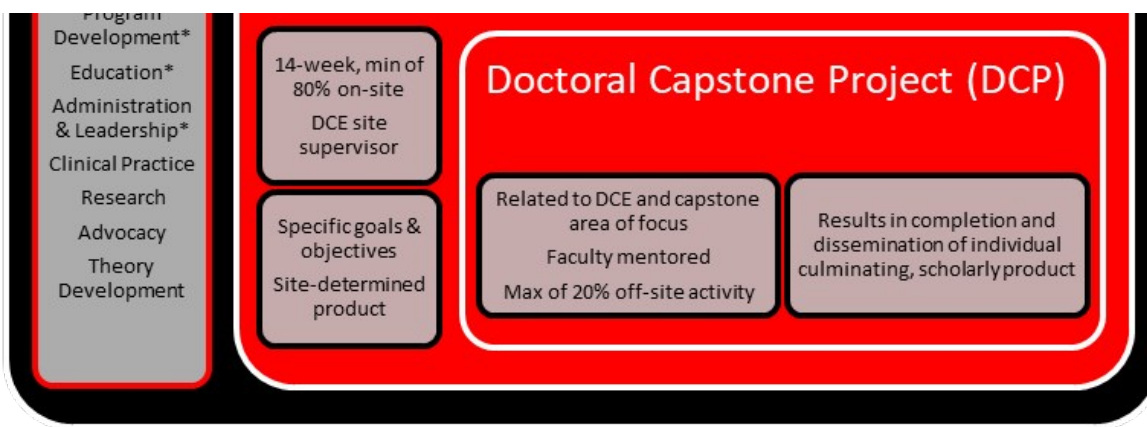 Program
Development*
Education*
Administration
& Leadership*
Clinical Practice
Research
Advocacy
Theory
Development
14-week, min of
80% on-site
DCE site
supervisor
Specific goals &
objectives
Site-determined
product
Doctoral Capstone Project (DCP)
Related to DCE and capstone
area of focus
Faculty mentored
Max of 20% off-site activity
Results in completion and
dissemination of individual
culminating, scholarly product